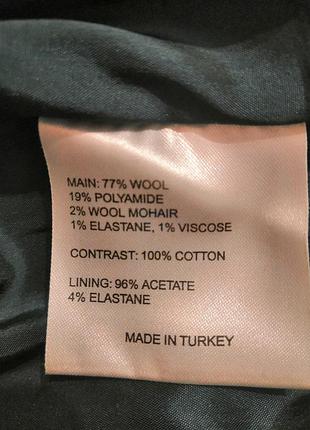 MAIN: 77% WOOL
19% POLYAMIDE
2% WOOL MOHAIR
1% ELASTANE, 1% VISCOSE
CONTRAST: 100% COTTON
LINING: 96% ACETATE
4% ELASTANE
MADE IN TURKEY